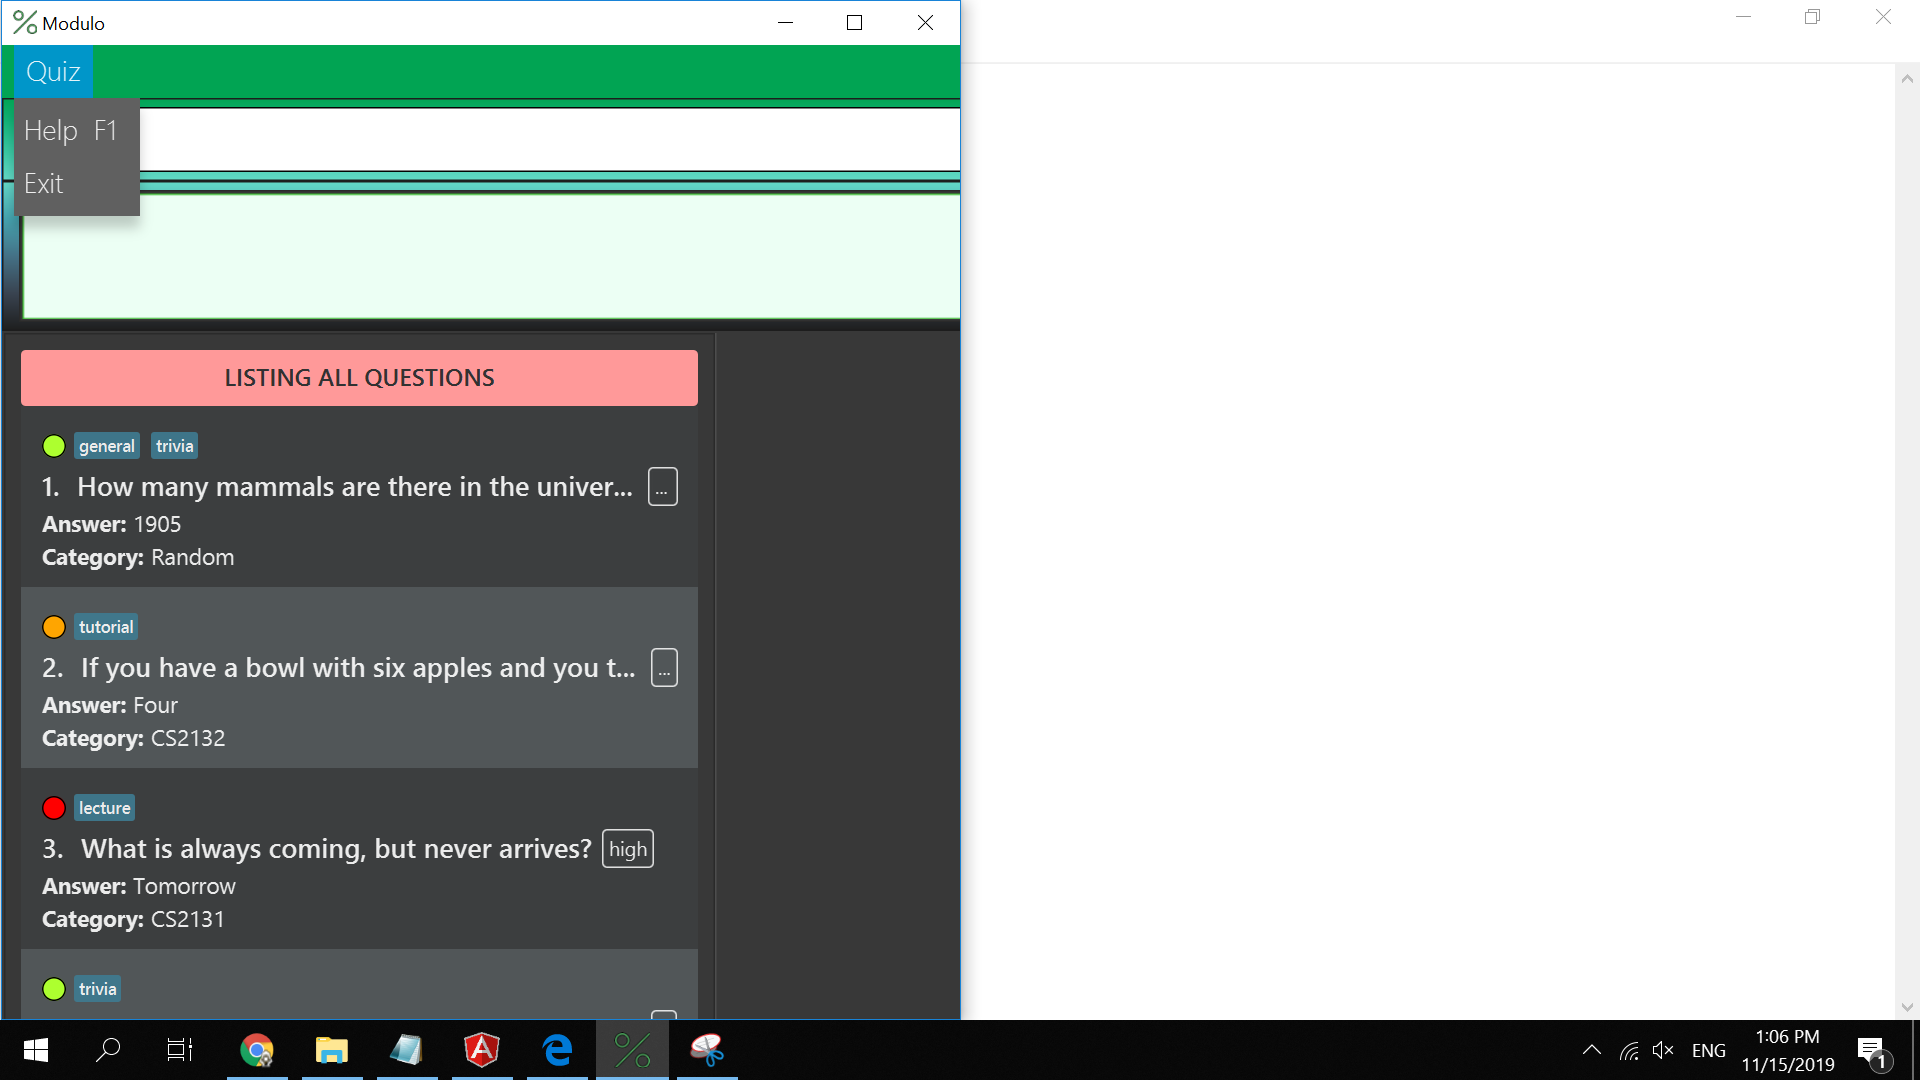 Modulo
Quiz
Help F1
Exit
LISTING ALL QUESTIONS
general trivia
1. How many mammals are there in the univer... ...
Answer: 1905
Category: Random
tutorial
2. If you have a bowl with six apples and you t... ...
Answer: Four
Category: CS2132
lecture
3. What is always coming, but never arrives? high
Answer: Tomorrow
Category: CS2131
trivia
ENG
1:06 PM
11/15/2019
1